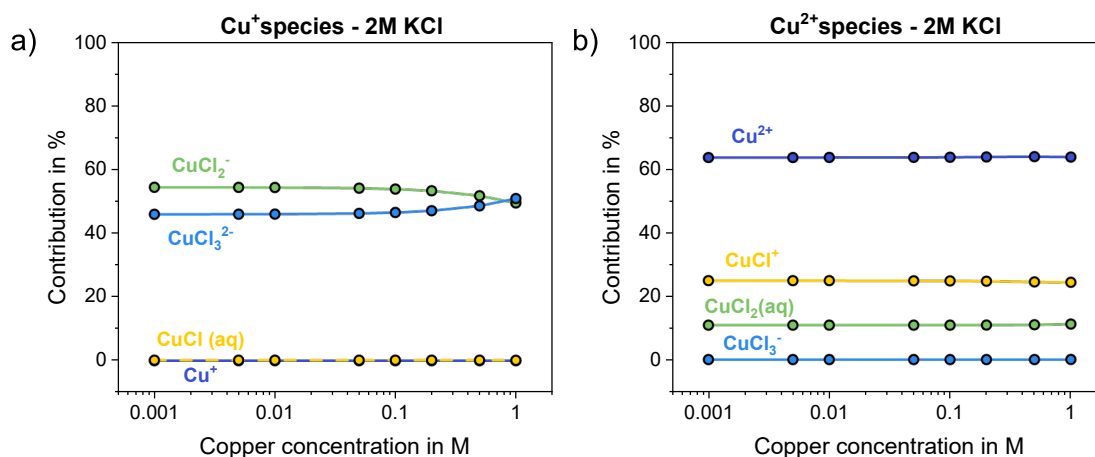 a)
Cu⁺species - 2M KCl
100
80
60
40
20
0
Contribution in %
CuCl₂⁻
CuCl₃²⁻
CuCl (aq)
Cu⁺
0.001
0.01
0.1
1
Copper concentration in M
b)
Cu²⁺species - 2M KCl
100
80
60
40
20
0
Contribution in %
Cu²⁺
CuCl⁺
CuCl₂(aq)
CuCl₃⁻
0.001
0.01
0.1
1
Copper concentration in M